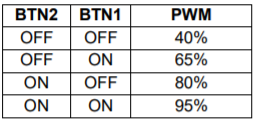 BTN2 BTN1 PWM
OFF OFF 40%
OFF ON 65%
ON OFF 80%
ON ON 95%